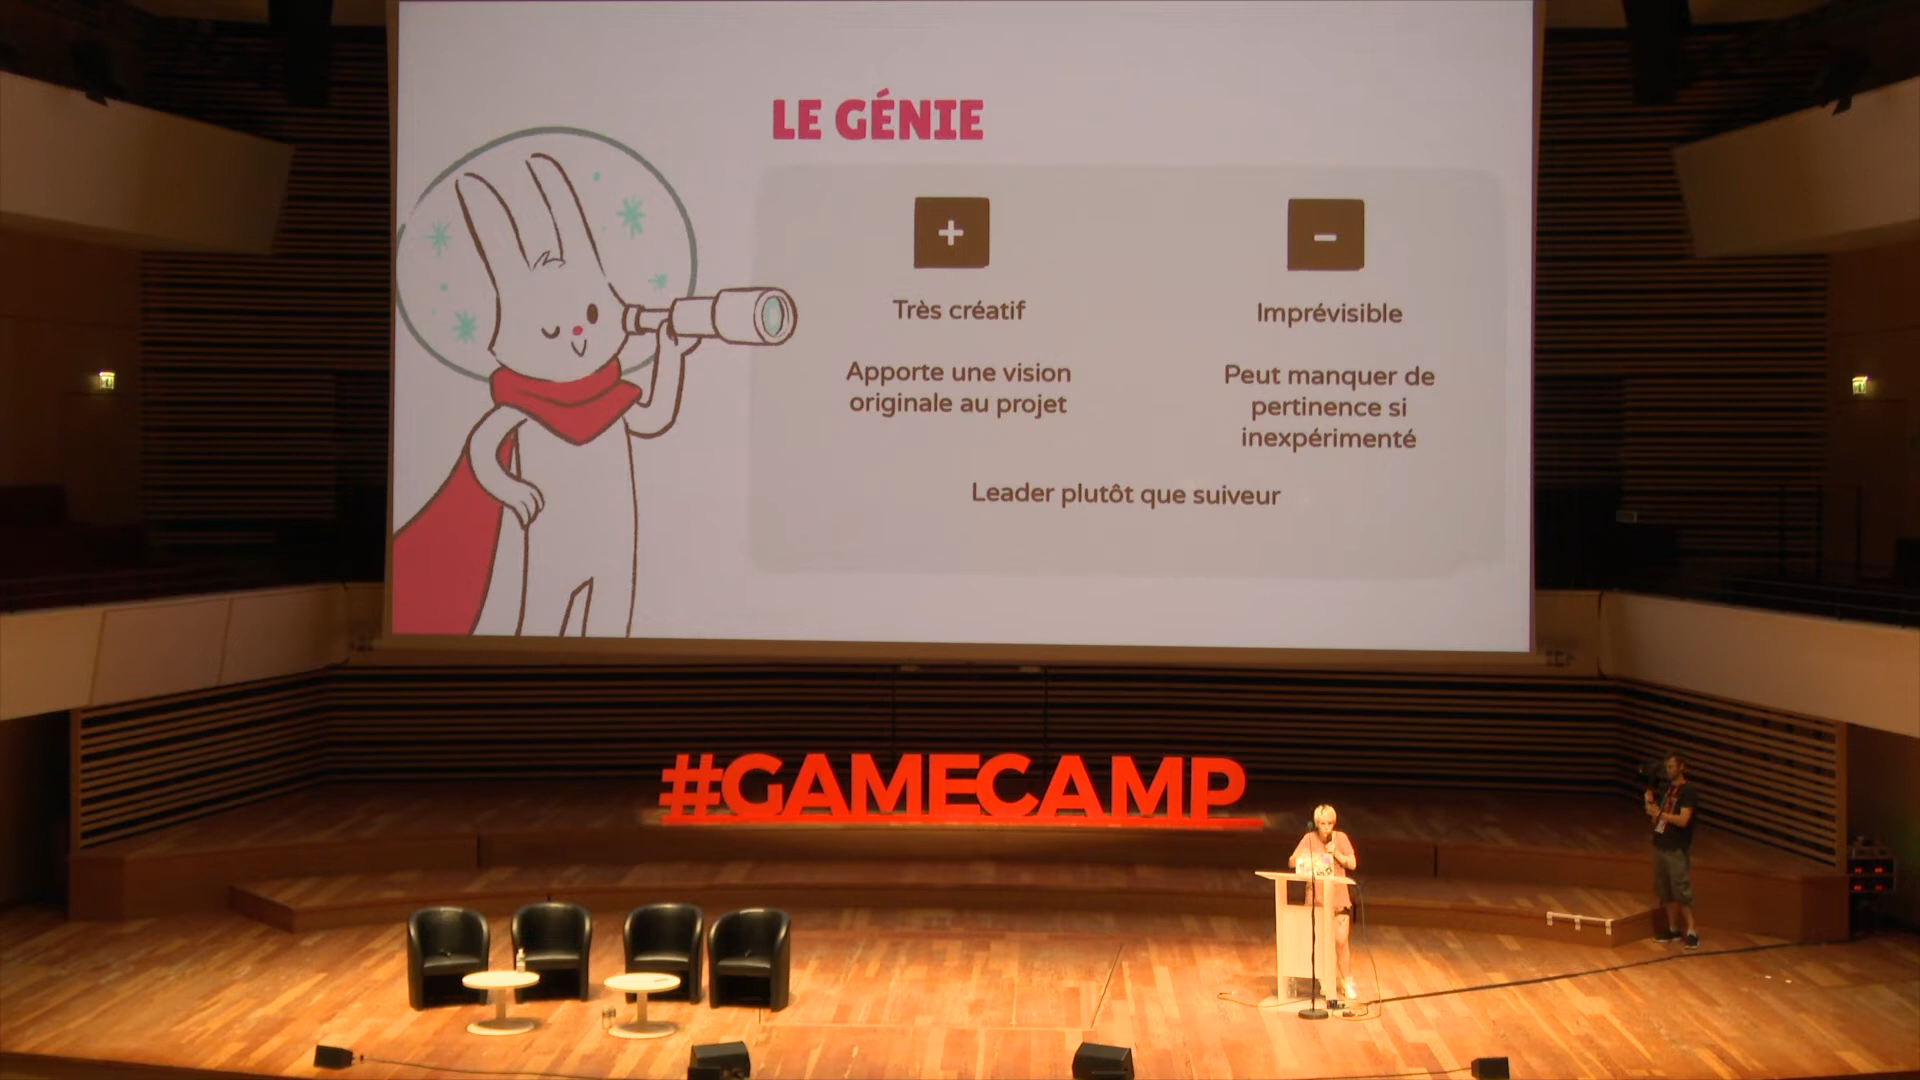 LE GÉNIE
+
–
Très créatif
Imprévisible
Apporte une vision
originale au projet
Peut manquer de
pertinence si
inexpérimenté
Leader plutôt que suiveur
#GAMECAMP